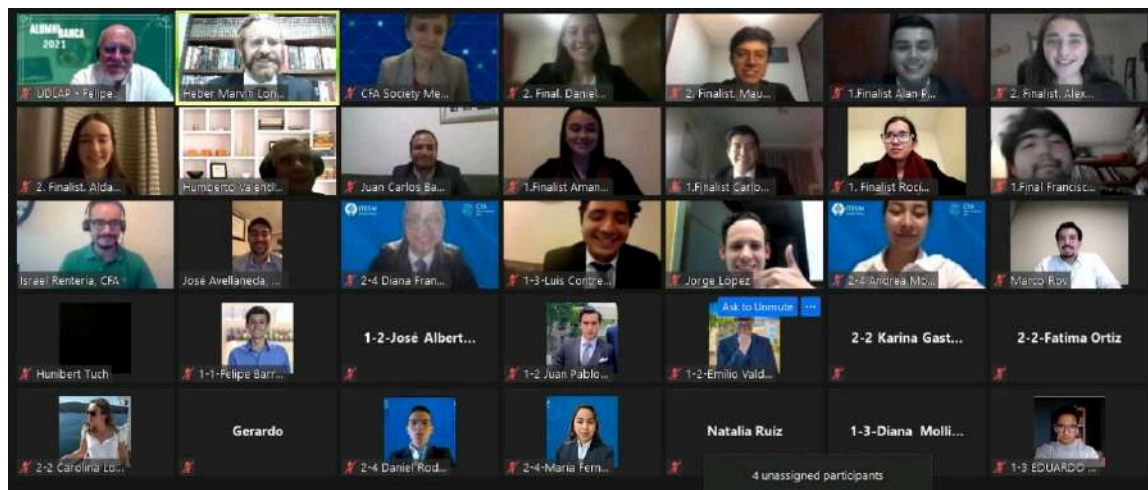 ALUMNI
BANCA
2021
UDLAP - Felipe...
Heber Marvin Lon...
CFA Society Me...
2. Final. Daniel...
2. Finalist. Mau...
1.Finalist Alan P...
2. Finalist. Alex...
2. Finalist. Alda...
Humberto Valenti...
Juan Carlos Ba...
1.Finalist Aman...
1.Finalist Carlo...
1. Finalist Roci...
1.Final Francisc...
Israel Renteria, CFA
José Avellaneda, ...
ITESM
CFA
2-4 Diana Fran...
1-3-Luis Contre...
Jorge Lopez
ITESM
CFA
2-4 Andrea Mo...
Marco Roy
Hunibert Tuch
1-1-Felipe Barr...
1-2-José Albert...
1-2 Juan Pablo...
Ask to Unmute ...
1-2-Emilio Vald...
2-2 Karina Gast...
2-2-Fatima Ortiz
2-2 Carolina Lo...
Gerardo
2-4 Daniel Rod...
2-4-Maria Fern...
Natalia Ruiz
1-3-Diana Molli...
1-3 EDUARDO ...
4 unassigned participants